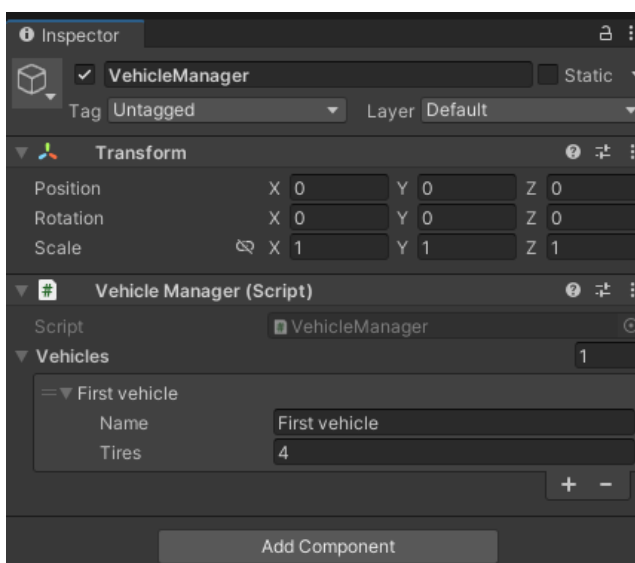 Inspector
VehicleManager Static
Tag Untagged Layer Default
Transform
Position X 0 Y 0 Z 0
Rotation X 0 Y 0 Z 0
Scale X 1 Y 1 Z 1
# Vehicle Manager (Script)
Script VehicleManager
Vehicles 1
First vehicle
Name First vehicle
Tires 4
+ -
Add Component